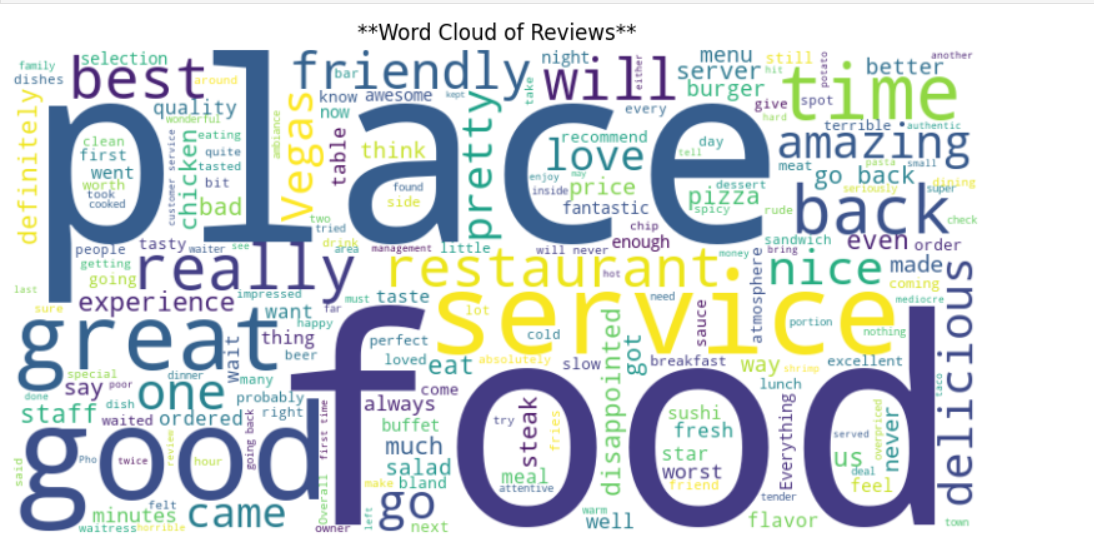 **Word Cloud of Reviews**
family
selection
dishes
best
around
friendly
bar
night
will
either
menu
server
burger
still
hit
potato
another
better
time
definitely
quality
wonderful
place
know
awesome
kept
take
now
every
give
hard
spot
terrible
authentic
clean
first
went
worth
took
cooked
customer service
eating
quite
tasted
bit
bad
chicken
ambiance
Vegas
table
think
found
side
pretty
recommend
love
day
tell
enjoy
may
inside
price
fantastic
pizza
spicy
dessert
rude
amazing
meat
pasta
small
go back
seriously
super
dining
back
check
two
tried
chip
people
tasty
waiter
see
drink
area
management
little
will never
enough
money
sandwich
bring
even
order
getting
going
really
restaurant
hot
atmosphere
nice
made
coming
last
sure
experience
impressed
far
must
taste
service
lot
need
sauce
portion
mediocre
nothing
delicious
great
want
happy
thing
beer
wait
perfect
loved
eat
absolutely
cold
slow
disappointed
got
breakfast
way
shrimp
excellent
lunch
taco
special
done
say
poor
dinner
one
many
probably
right
come
food
staff
dish
waited
ordered
first time
always
buffet
much
salad
bland
make
try
steak
fries
meal
attentive
sushi
fresh
star
worst
friend
Everything
tender
served
overpriced
never
us
deal
feel
good
said
Pho
twice
review
hour
going back
Overall
felt
minutes
came
waitress
horrible
owner
left
go
next
warm
well
flavor
town